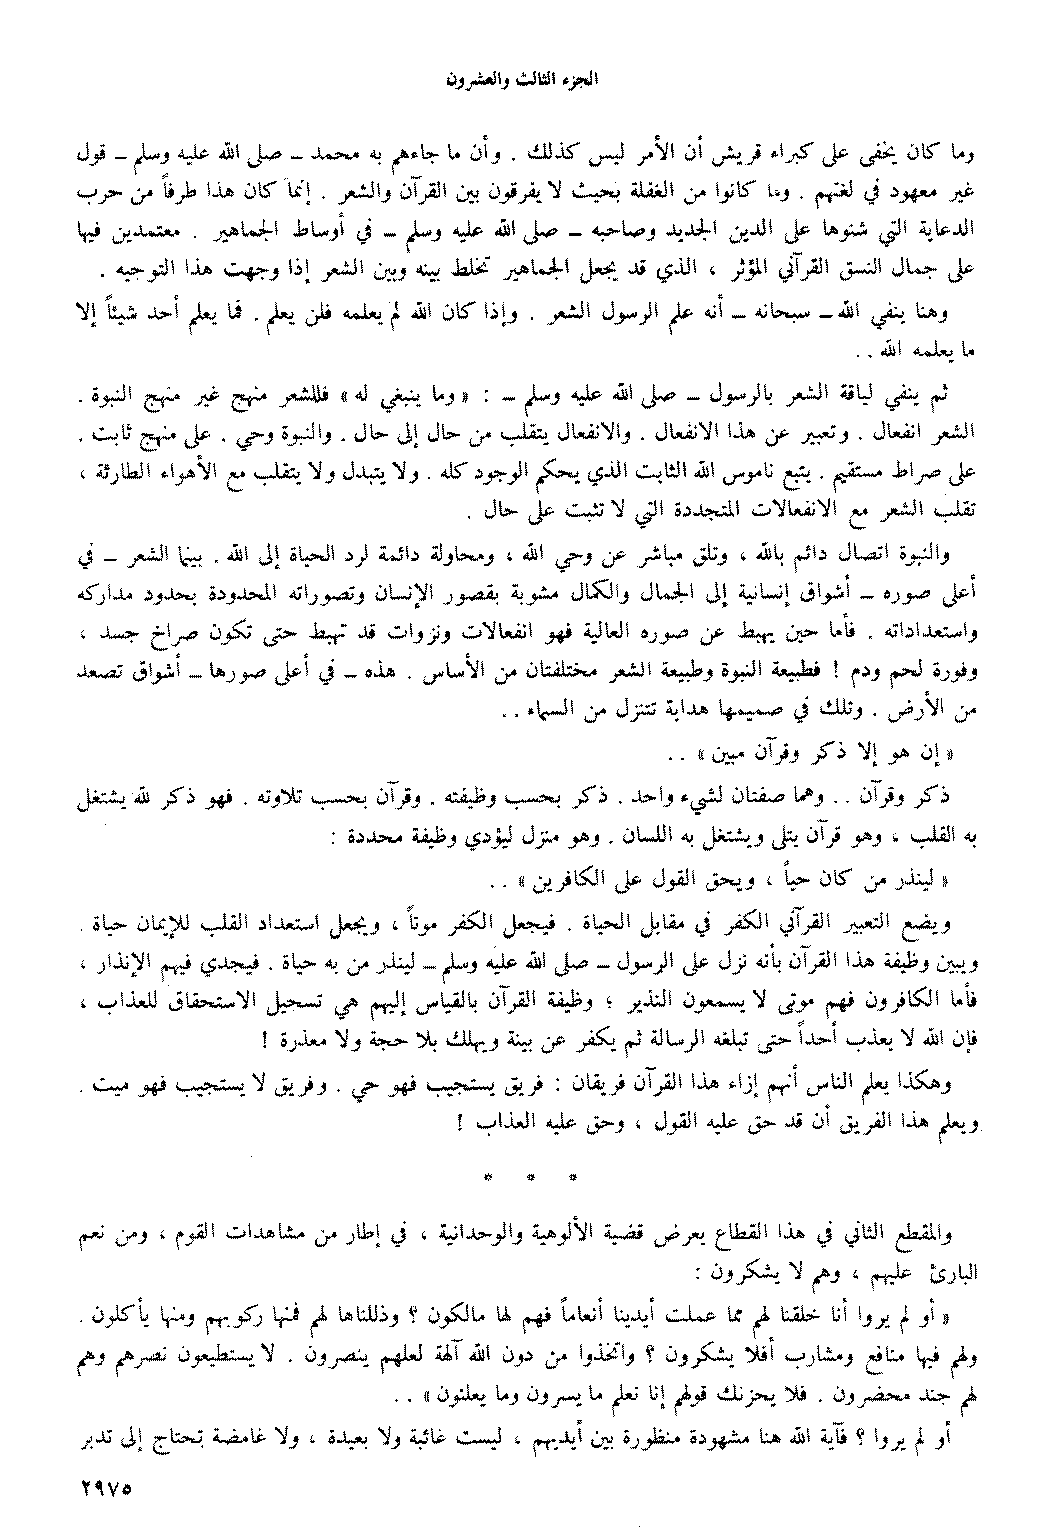 الجزء الثالث والعشرون
وما كان يخفى على كبراء قريش أن الأمر ليس كذلك . وأن ما جاءهم به محمد – صلى الله عليه وسلم – قول
غير معهود في لغتهم . وما كانوا من الغفلة بحيث لا يفرقون بين القرآن والشعر . إنما كان هذا طرفاً من حرب
الدعاية التي شنوها على الدين الجديد وصاحبه – صلى الله عليه وسلم – في أوساط الجماهير . معتمدين فيها
على جمال النسق القرآني المؤثر ، الذي قد يجعل الجماهير تخلط بينه وبين الشعر إذا وجهت هذا التوجيه .
وهنا ينفي الله – سبحانه – أنه علم الرسول الشعر . وإذا كان الله لم يعلمه فلن يعلم . فما يعلم أحد شيئاً إلا
ما يعلمه الله . .
ثم ينفي لياقة الشعر بالرسول – صلى الله عليه وسلم – : « وما ينبغي له » فللشعر منهج غير منهج النبوة .
الشعر انفعال . وتعبير عن هذا الانفعال . والانفعال يتقلب من حال إلى حال . والنبوة وحي . على منهج ثابت .
على صراط مستقيم . يتبع ناموس الله الثابت الذي يحكم الوجود كله . ولا يتبدل ولا يتقلب مع الأهواء الطارئة ،
تقلب الشعر مع الانفعالات المتجددة التي لا تثبت على حال .
والنبوة اتصال دائم بالله ، وتلق مباشر عن وحي الله ، ومحاولة دائمة لرد الحياة إلى الله . بينما الشعر – في
أعلى صوره – أشواق إنسانية إلى الجمال والكمال مشوبة بقصور الإنسان وتصوراته المحدودة بحدود مداركه
واستعداداته . فأما حين يهبط عن صوره العالية فهو انفعالات ونزوات قد تهبط حتى تكون صراخ جسد ،
وفورة لحم ودم ! فطبيعة النبوة وطبيعة الشعر مختلفتان من الأساس . هذه – في أعلى صورها – أشواق تصعد
من الأرض . وتلك في صميمها هداية تتنزل من السماء . .
« إن هو إلا ذكر وقرآن مبين » . .
ذكر وقرآن . . وهما صفتان لشيء واحد . ذكر بحسب وظيفته . وقرآن بحسب تلاوته . فهو ذكر لله يشتغل
به القلب ، وهو قرآن يتلى ويشتغل به اللسان . وهو منزل ليؤدي وظيفة محددة :
« لينذر من كان حياً ، ويحق القول على الكافرين » . .
ويضع التعبير القرآني الكفر في مقابل الحياة . فيجعل الكفر موتاً ، ويجعل استعداد القلب للإيمان حياة .
ويبين وظيفة هذا القرآن بأنه نزل على الرسول – صلى الله عليه وسلم – لينذر من به حياة . فيجدي فيهم الإنذار ،
فأما الكافرون فهم موتى لا يسمعون النذير ؛ وظيفة القرآن بالقياس إليهم هي تسجيل الاستحقاق للعذاب ،
فإن الله لا يعذب أحداً حتى تبلغه الرسالة ثم يكفر عن بينة ويهلك بلا حجة ولا معذرة !
وهكذا يعلم الناس أنهم إزاء هذا القرآن فريقان : فريق يستجيب فهو حي . وفريق لا يستجيب فهو ميت .
ويعلم هذا الفريق أن قد حق عليه القول ، وحق عليه العذاب !
* * *
والمقطع الثاني في هذا القطاع يعرض قضية الألوهية والوحدانية ، في إطار من مشاهدات القوم ، ومن نعم
البارئ عليهم ، وهم لا يشكرون :
« أو لم يروا أنا خلقنا لهم مما عملت أيدينا أنعاماً فهم لها مالكون ؟ وذللناها لهم فمنها ركوبهم ومنها يأكلون .
ولهم فيها منافع ومشارب أفلا يشكرون ؟ واتخذوا من دون الله آلهة لعلهم ينصرون . لا يستطيعون نصرهم وهم
لهم جند محضرون . فلا يحزنك قولهم إنا نعلم ما يسرون وما يعلنون » . .
أو لم يروا ؟ فآية الله هنا مشهودة منظورة بين أيديهم ، ليست غائبة ولا بعيدة ، ولا غامضة تحتاج إلى تدبر
٢٩٧٥